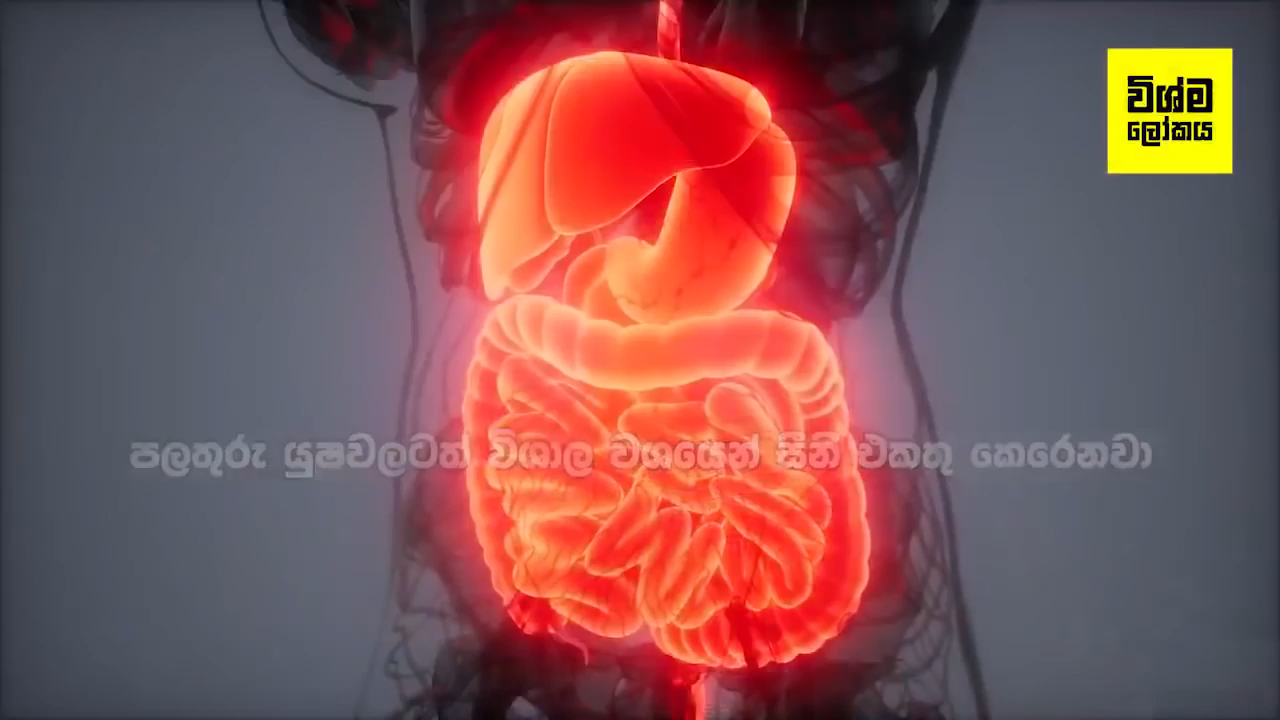 විශ්ම
ලෝකය
පලතුරු යුෂවලටත් විශාල වශයෙන් සීනි එකතු කෙරෙනවා